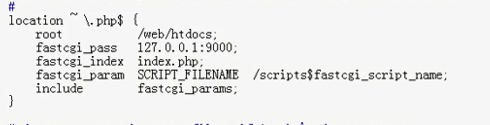 #
location ~ \.php$ {
root /web/htdocs;
fastcgi_pass 127.0.0.1:9000;
fastcgi_index index.php;
fastcgi_param SCRIPT_FILENAME /scripts$fastcgi_script_name;
include fastcgi_params;
}